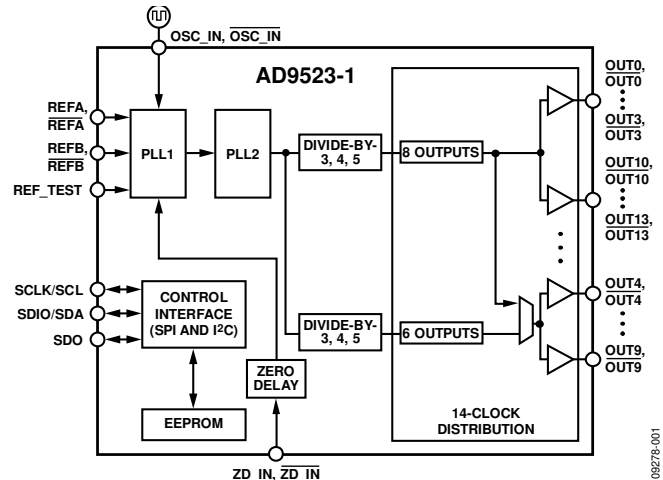 OSC_IN, OSC_IN
AD9523-1
REFA,
REFA
REFB,
REFB
REF_TEST
PLL1
PLL2
DIVIDE-BY-
3, 4, 5
8 OUTPUTS
OUT0,
OUT0
OUT3,
OUT3
OUT10,
OUT10
OUT13,
OUT13
SCLK/SCL
SDIO/SDA
SDO
CONTROL
INTERFACE
(SPI AND I²C)
DIVIDE-BY-
3, 4, 5
6 OUTPUTS
OUT4,
OUT4
OUT9,
OUT9
ZERO
DELAY
EEPROM
14-CLOCK
DISTRIBUTION
ZD_IN, ZD_IN
09278-001